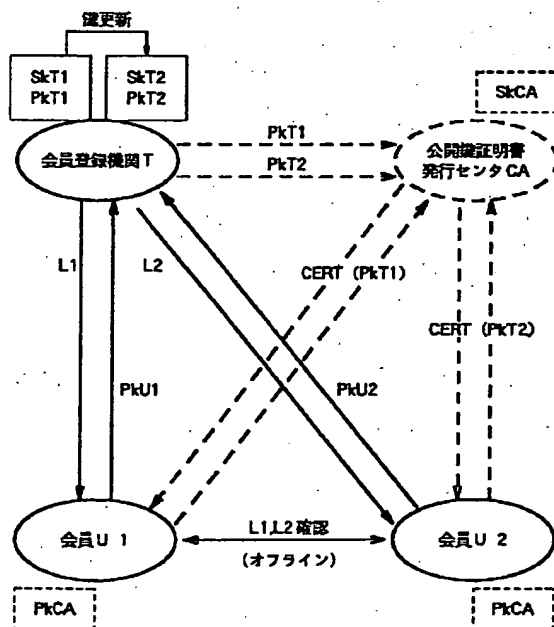 鍵更新
SkT1
PkT1
SkT2
PkT2
SkCA
会員登録機関T
PkT1
PkT2
公開鍵証明書
発行センタCA
L1
L2
CERT (PkT1)
CERT (PkT2)
PkU1
PkU2
会員U 1
L1,L2確認
(オフライン)
会員U 2
PkCA
PkCA